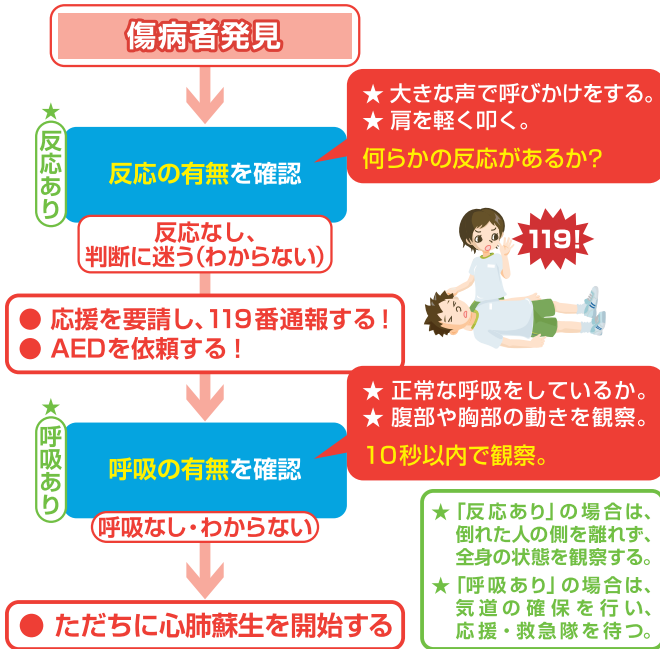 傷病者発見
★ 大きな声で呼びかけをする。
★ 肩を軽く叩く。
何らかの反応があるか?
★
反応あり
反応の有無を確認
反応なし、
判断に迷う(わからない)
119!
● 応援を要請し、119番通報する!
● AEDを依頼する!
★ 正常な呼吸をしているか。
★ 腹部や胸部の動きを観察。
10秒以内で観察。
★
呼吸あり
呼吸の有無を確認
呼吸なし・わからない
★「反応あり」の場合は、
倒れた人の側を離れず、
全身の状態を観察する。
★「呼吸あり」の場合は、
気道の確保を行い、
応援・救急隊を待つ。
● ただちに心肺蘇生を開始する